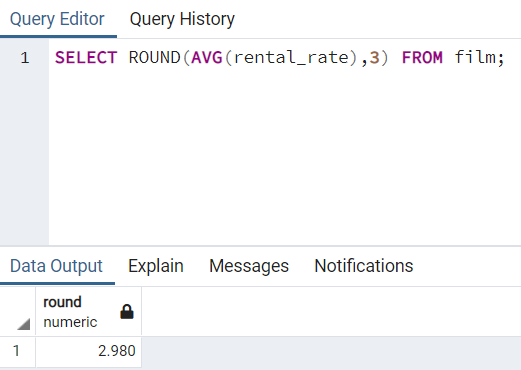 Query Editor Query History
1 SELECT ROUND(AVG(rental_rate),3) FROM film;
Data Output Explain Messages Notifications
round
numeric
1 2.980